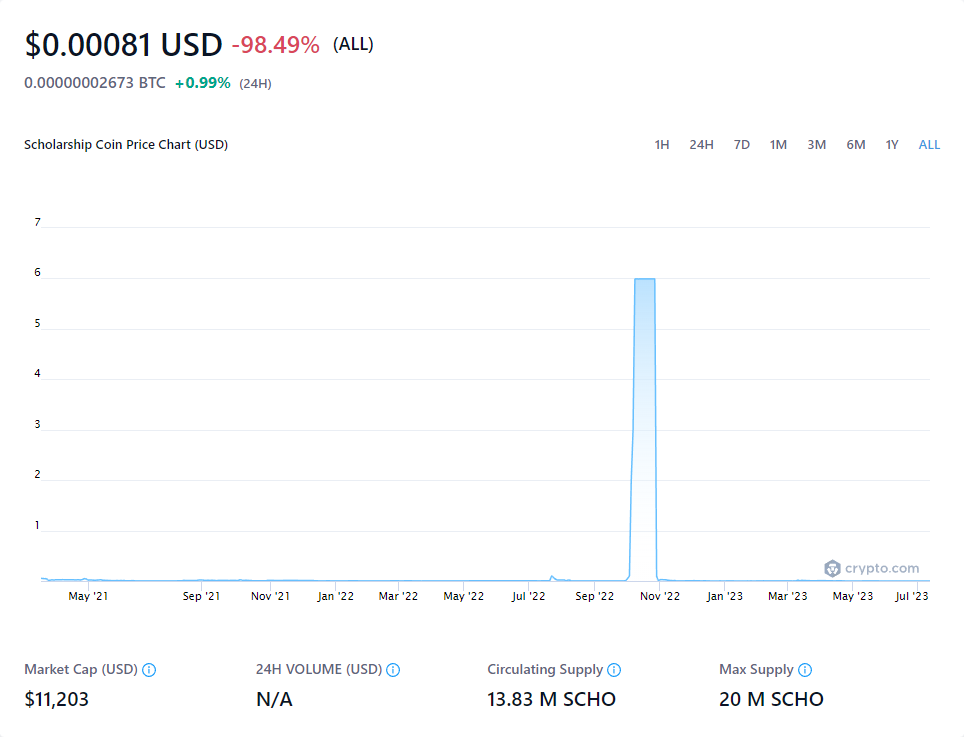 $0.00081 USD -98.49% (ALL)
0.00000002673 BTC +0.99% (24H)
Scholarship Coin Price Chart (USD) 1H 24H 7D 1M 3M 6M 1Y ALL
7
6
5
4
3
2
1
crypto.com
May '21 Sep '21 Nov '21 Jan '22 Mar '22 May '22 Jul '22 Sep '22 Nov '22 Jan '23 Mar '23 May '23 Jul '23
Market Cap (USD) 24H VOLUME (USD) Circulating Supply Max Supply
$11,203 N/A 13.83 M SCHO 20 M SCHO